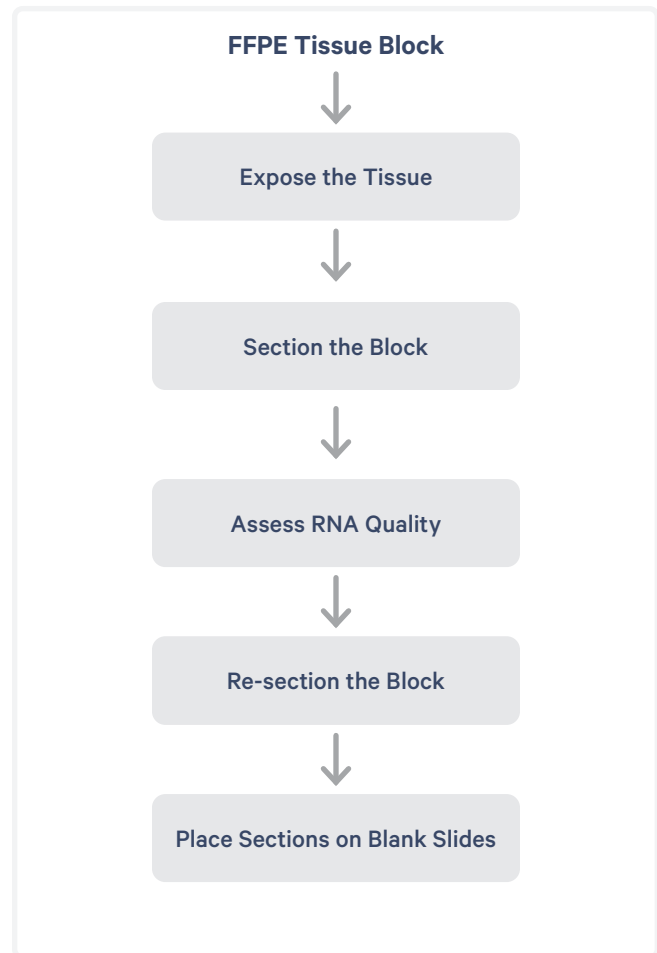 FFPE Tissue Block
Expose the Tissue
Section the Block
Assess RNA Quality
Re-section the Block
Place Sections on Blank Slides